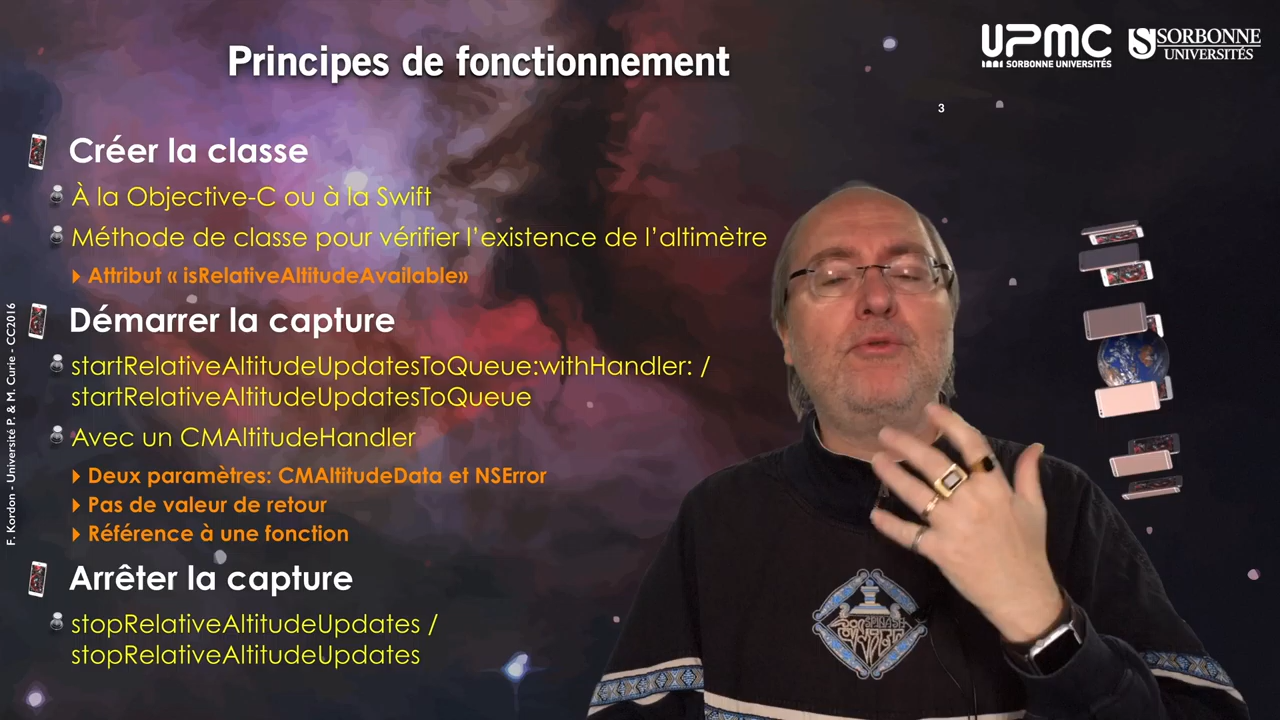 Principes de fonctionnement
UPMC
SORBONNE UNIVERSITÉS
SORBONNE
UNIVERSITÉS
3
Créer la classe
À la Objective-C ou à la Swift
Méthode de classe pour vérifier l'existence de l'altimètre
Attribut « isRelativeAltitudeAvailable»
Démarrer la capture
startRelativeAltitudeUpdatesToQueue:withHandler: /
startRelativeAltitudeUpdatesToQueue
Avec un CMAltitudeHandler
Deux paramètres: CMAltitudeData et NSError
Pas de valeur de retour
Référence à une fonction
Arrêter la capture
stopRelativeAltitudeUpdates /
stopRelativeAltitudeUpdates
F. Kordon - Université P. & M. Curie - CC2016